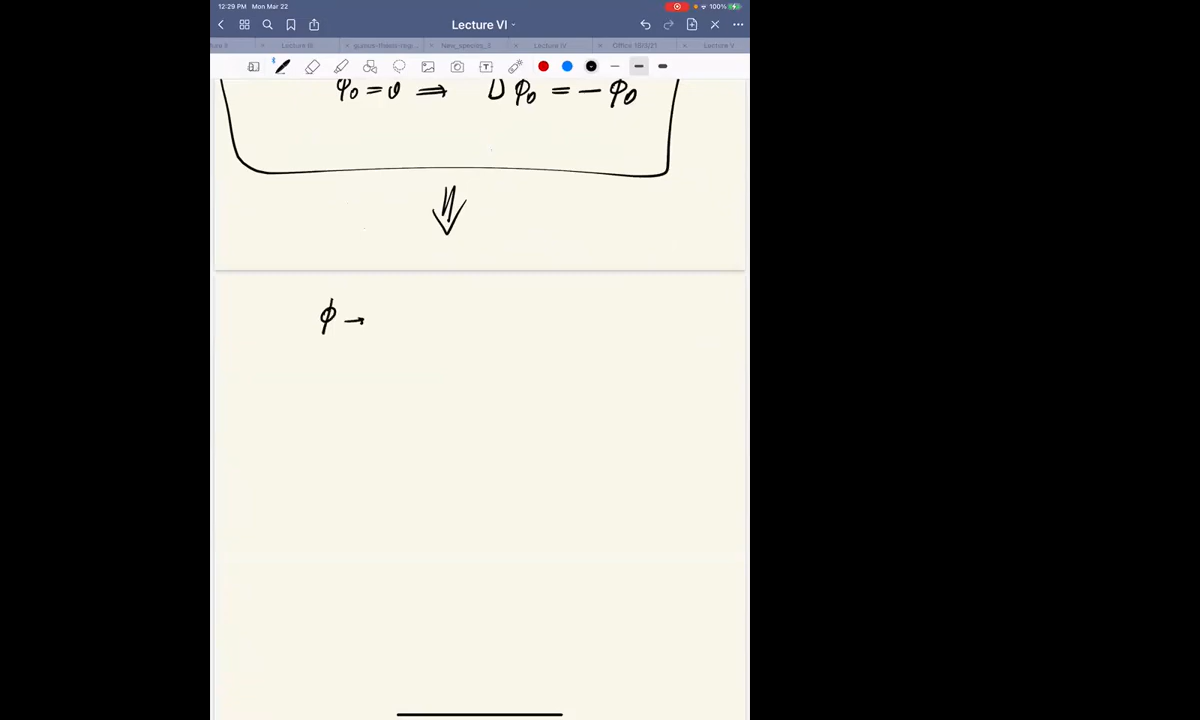 12:29 PM Mon Mar 22
100%
Lecture VI
Lecture III
New_species_3
Lecture IV
Office 18/3/21
Lecture V
T
φ₀ = v ⟹ D φ₀ = − φ₀
⇓
ϕ →